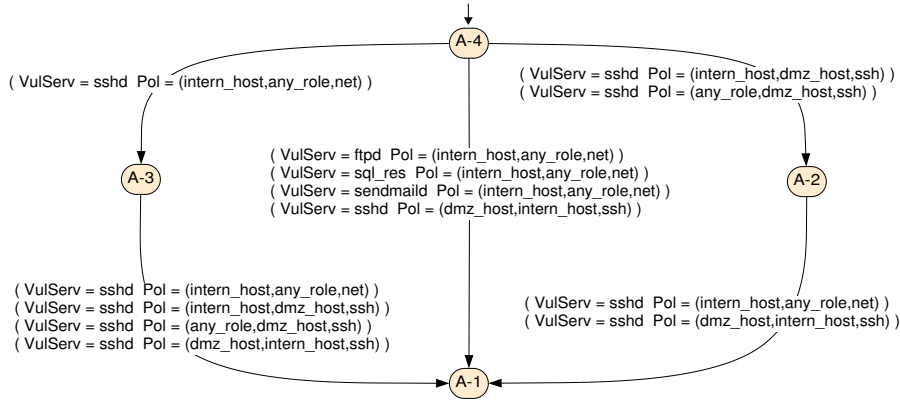 A-4
( VulServ = sshd  Pol = (intern_host,any_role,net) )
( VulServ = sshd  Pol = (intern_host,dmz_host,ssh) )
( VulServ = sshd  Pol = (any_role,dmz_host,ssh) )
( VulServ = ftpd  Pol = (intern_host,any_role,net) )
( VulServ = sql_res  Pol = (intern_host,any_role,net) )
( VulServ = sendmaild  Pol = (intern_host,any_role,net) )
( VulServ = sshd  Pol = (dmz_host,intern_host,ssh) )
A-3
A-2
( VulServ = sshd  Pol = (intern_host,any_role,net) )
( VulServ = sshd  Pol = (intern_host,dmz_host,ssh) )
( VulServ = sshd  Pol = (any_role,dmz_host,ssh) )
( VulServ = sshd  Pol = (dmz_host,intern_host,ssh) )
( VulServ = sshd  Pol = (intern_host,any_role,net) )
( VulServ = sshd  Pol = (dmz_host,intern_host,ssh) )
A-1